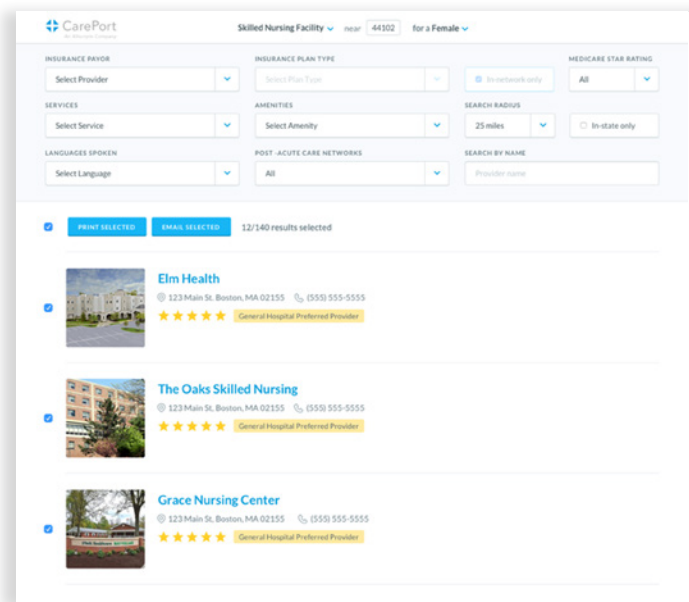 CarePort
An Allscripts Company
Skilled Nursing Facility near 44102 for a Female
INSURANCE PAYOR INSURANCE PLAN TYPE MEDICARE STAR RATING
Select Provider Select Plan Type In-network only All
SERVICES AMENITIES SEARCH RADIUS
Select Service Select Amenity 25 miles In-state only
LANGUAGES SPOKEN POST -ACUTE CARE NETWORKS SEARCH BY NAME
Select Language All Provider name
PRINT SELECTED EMAIL SELECTED 12/140 results selected
Elm Health
123 Main St. Boston, MA 02155 (555) 555-5555
General Hospital Preferred Provider
The Oaks Skilled Nursing
123 Main St, Boston, MA 02155 (555) 555-5555
General Hospital Preferred Provider
Grace Nursing Center
123 Main St, Boston, MA 02155 (555) 555-5555
General Hospital Preferred Provider